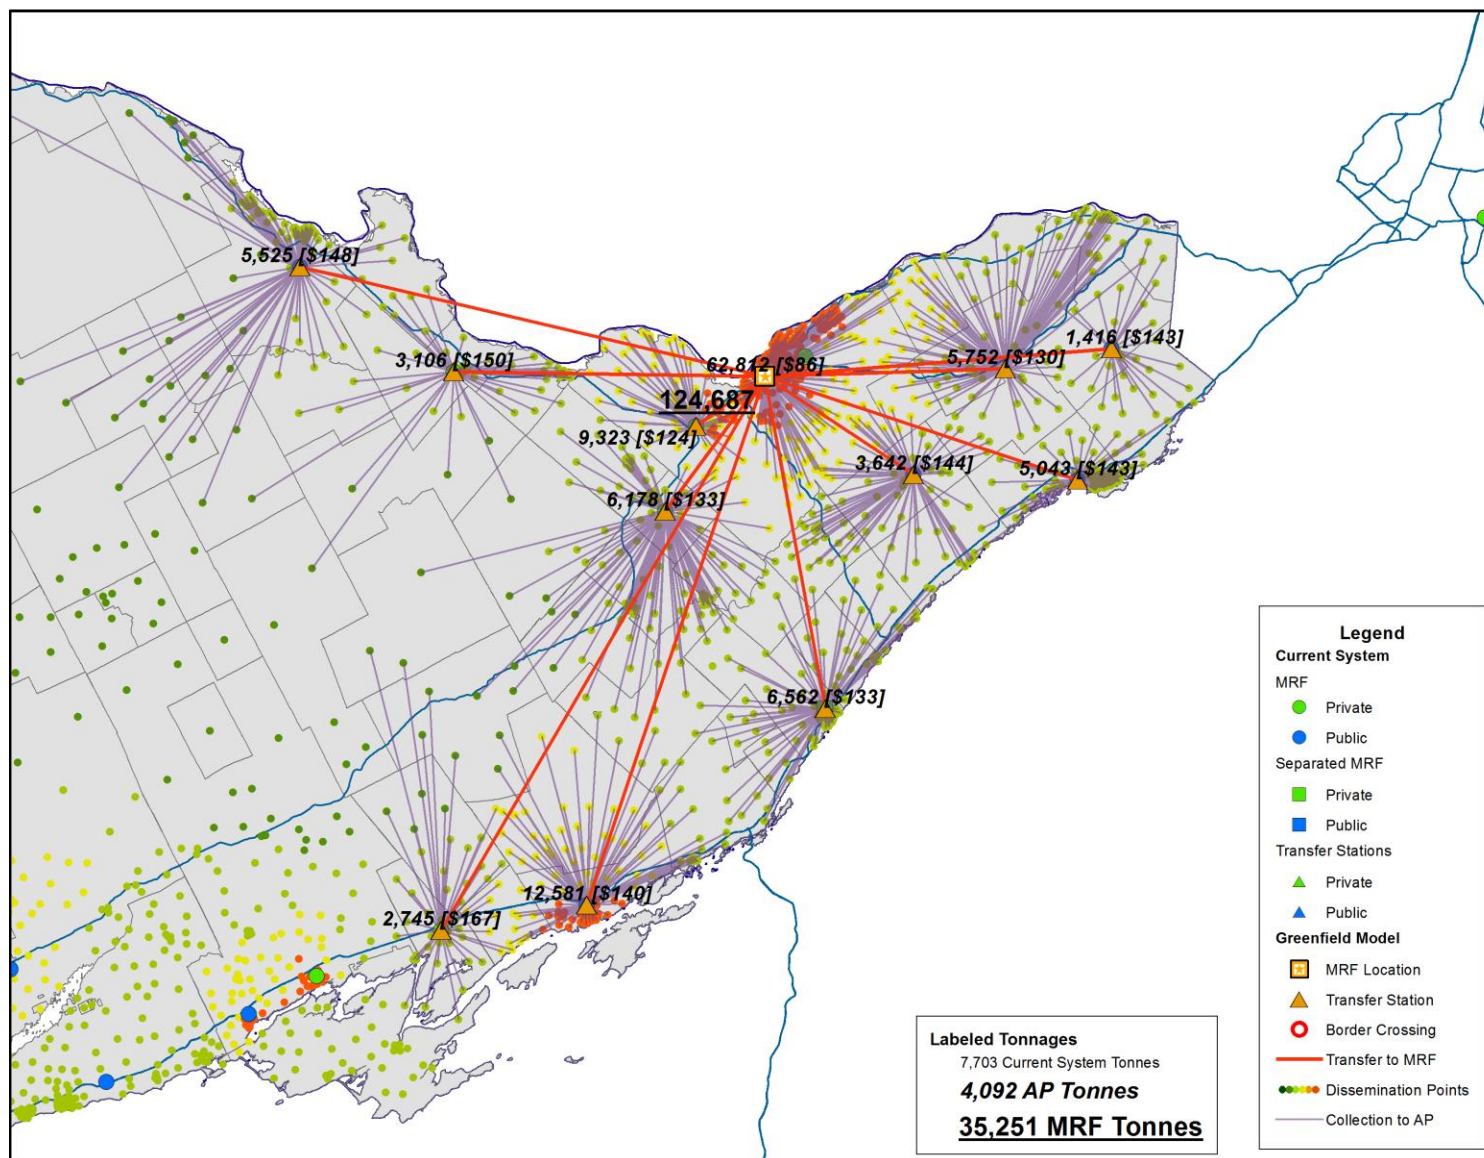 5,525 [$148]
3,106 [$150]
62,812 [$86]
5,752 [$130]
1,416 [$143]
124,687
9,323 [$124]
3,642 [$144]
5,043 [$143]
6,178 [$133]
6,562 [$133]
12,581 [$140]
2,745 [$167]
Labeled Tonnages
7,703 Current System Tonnes
4,092 AP Tonnes
35,251 MRF Tonnes
Legend
Current System
MRF
Private
Public
Separated MRF
Private
Public
Transfer Stations
Private
Public
Greenfield Model
MRF Location
Transfer Station
Border Crossing
Transfer to MRF
Dissemination Points
Collection to AP